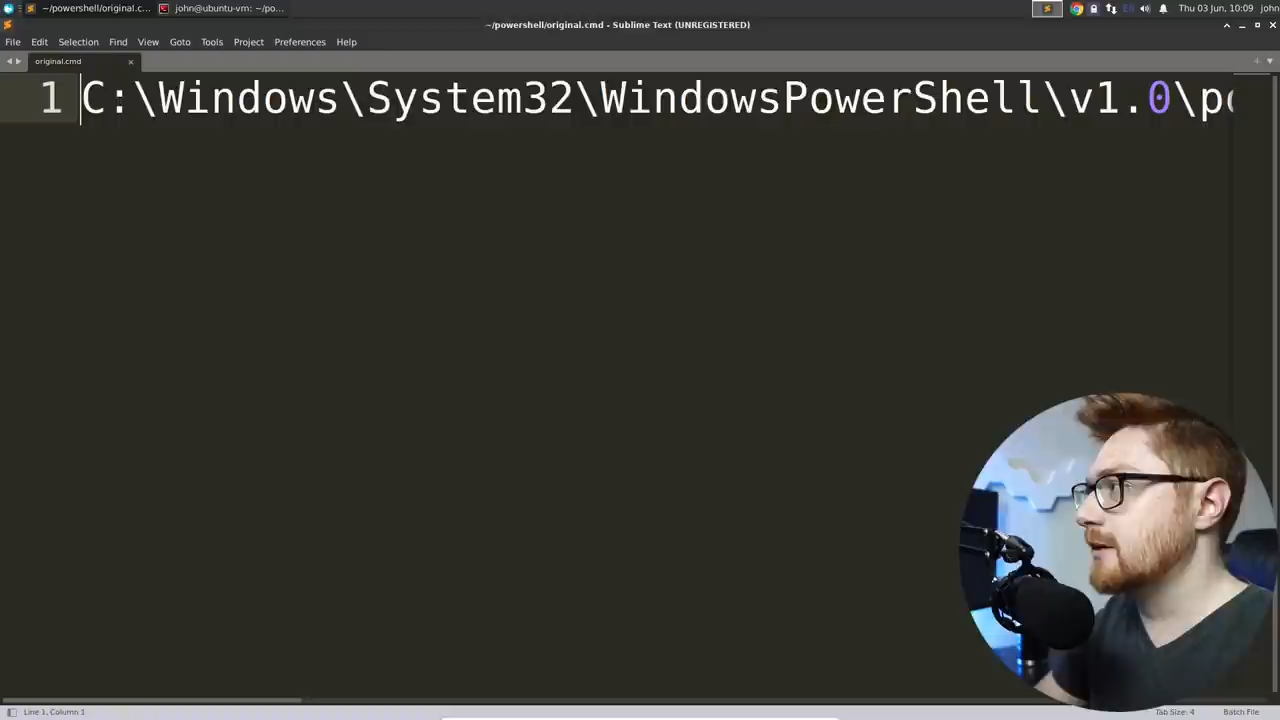 ~/powershell/original.c...
john@ubuntu-vm: ~/po...
Thu 03 Jun, 10:09 john
~/powershell/original.cmd - Sublime Text (UNREGISTERED)
File Edit Selection Find View Goto Tools Project Preferences Help
original.cmd
1 C:\Windows\System32\WindowsPowerShell\v1.0\po
Line 1, Column 1
Tab Size: 4
Batch File